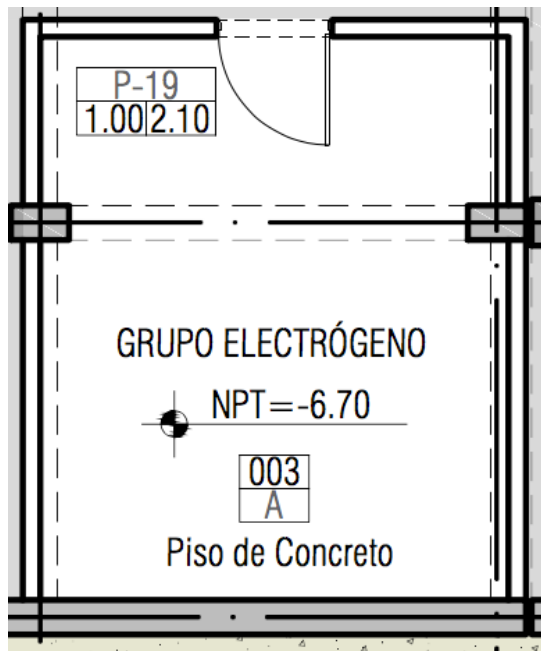 P-19
1.00 2.10
GRUPO ELECTRÓGENO
NPT=-6.70
003
A
Piso de Concreto